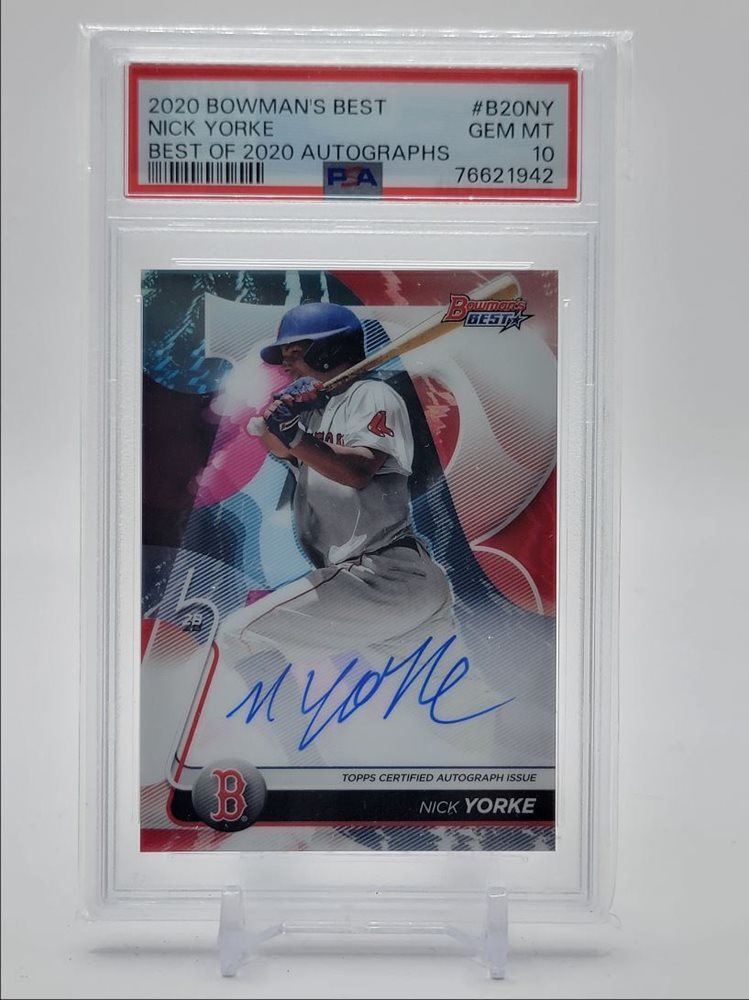 2020 BOWMAN'S BEST #B20NY
NICK YORKE GEM MT
BEST OF 2020 AUTOGRAPHS 10
PSA 76621942
Bowman's
BEST
2B
N Yorke
TOPPS CERTIFIED AUTOGRAPH ISSUE
B
NICK YORKE